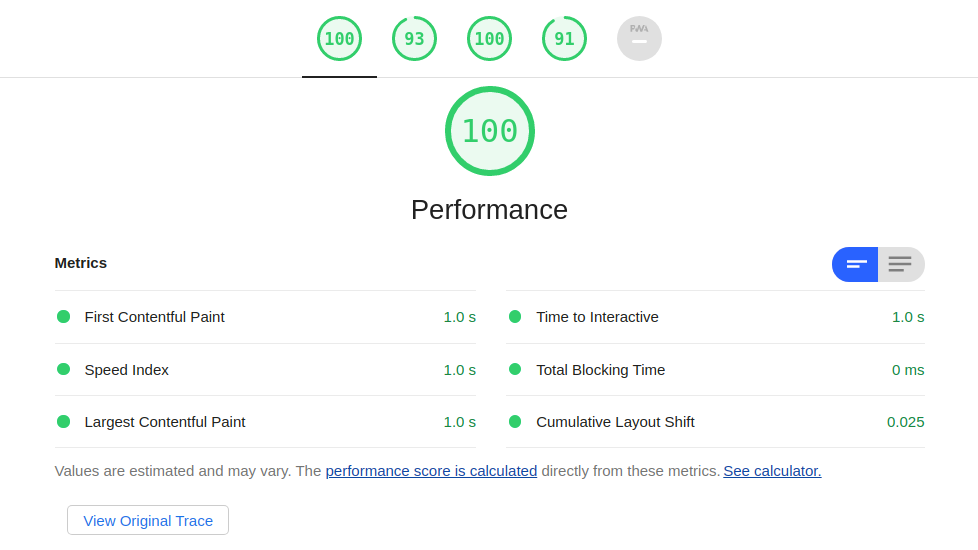 100 93 100 91 PWA
100
Performance
Metrics
First Contentful Paint 1.0 s Time to Interactive 1.0 s
Speed Index 1.0 s Total Blocking Time 0 ms
Largest Contentful Paint 1.0 s Cumulative Layout Shift 0.025
Values are estimated and may vary. The performance score is calculated directly from these metrics. See calculator.
View Original Trace